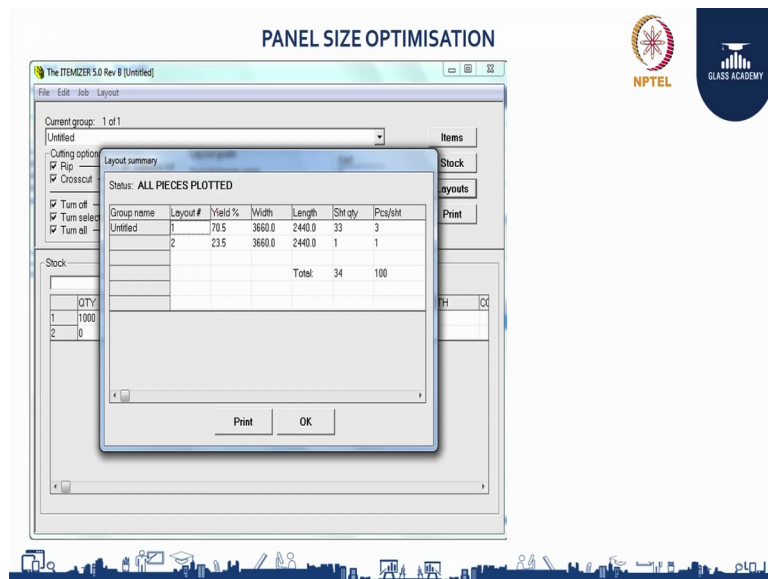 PANEL SIZE OPTIMISATION
NPTEL
GLASS ACADEMY
The ITEMIZER 5.0 Rev B [Untitled]
File Edit Job Layout
Current group: 1 of 1
Untitled
Items
Stock
ayouts
Print
Cutting option
Rip
Crosscut
Turn off
Turn select
Turn all
Layout summary
Status: ALL PIECES PLOTTED
Group name Layout # Yield % Width Length Sht qty Pcs/sht
Untitled 1 70.5 3660.0 2440.0 33 3
2 23.5 3660.0 2440.0 1 1
Total: 34 100
Print OK
Stock
QTY TH CO
1 1000
2 0